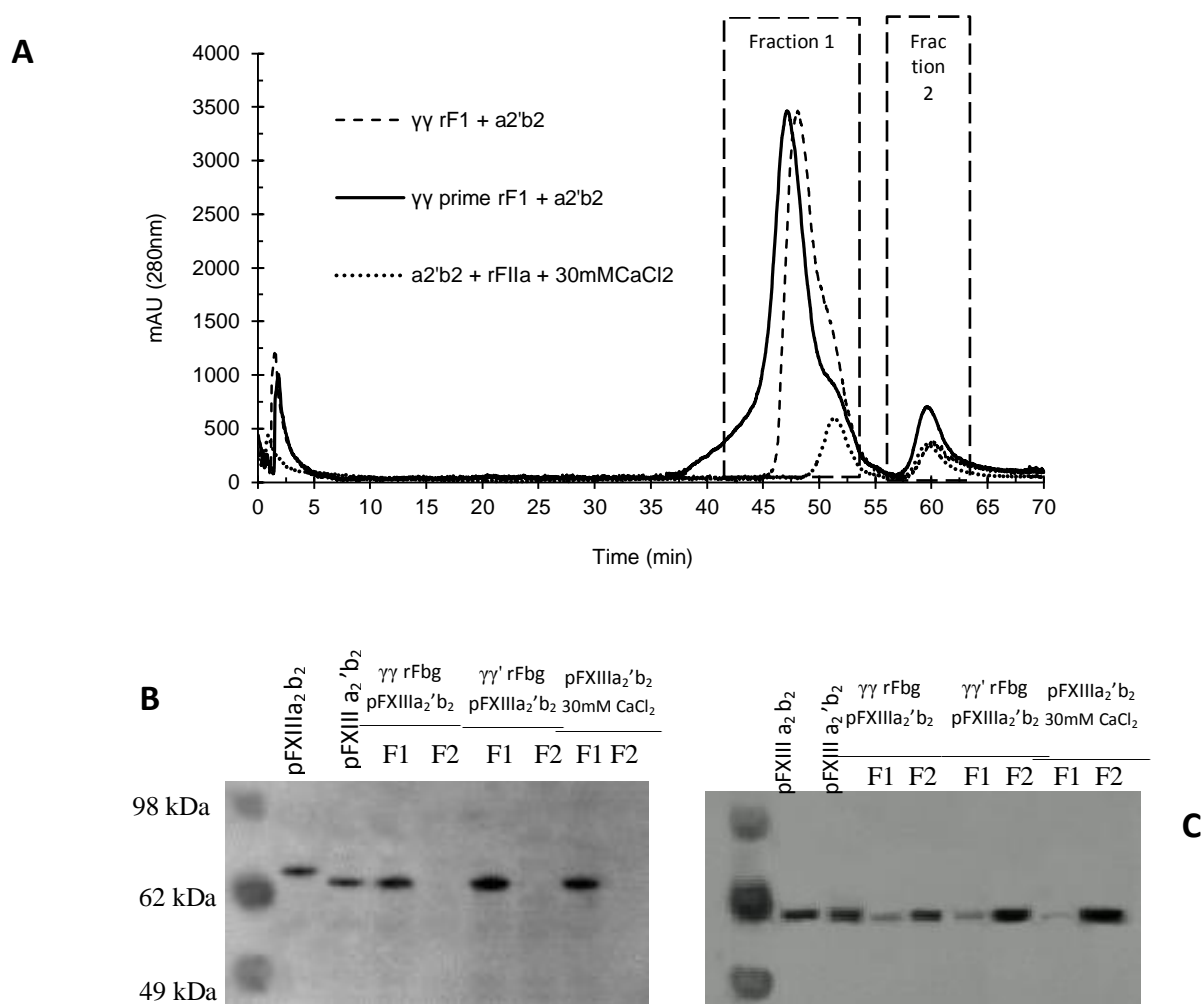 A
4000
3500
3000
2500
2000
1500
1000
500
0
mAU (280nm)
γγ rF1 + a2'b2
γγ prime rF1 + a2'b2
a2'b2 + rFIIa + 30mMCaCl2
Fraction 1
Frac
tion
2
0 5 10 15 20 25 30 35 40 45 50 55 60 65 70
Time (min)
B
pFXIIIa₂ b₂
pFXIII a₂'b₂
γγ rFbg
pFXIIIa₂'b₂
γγ' rFbg
pFXIIIa₂'b₂
pFXIIIa₂'b₂
30mM CaCl₂
F1 F2 F1 F2 F1 F2
98 kDa
62 kDa
49 kDa
C
pFXIII a₂ b₂
pFXIII a₂'b₂
γγ rFbg
pFXIIIa₂'b₂
γγ' rFbg
pFXIIIa₂'b₂
pFXIIIa₂'b₂
30mM CaCl₂
F1 F2 F1 F2 F1 F2